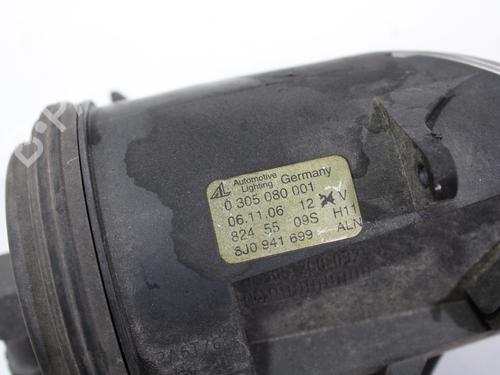 AL Automotive Lighting Germany
0 305 080 001
06.11.06 12 V
824 55 09S H11
8J0 941 699 ALN